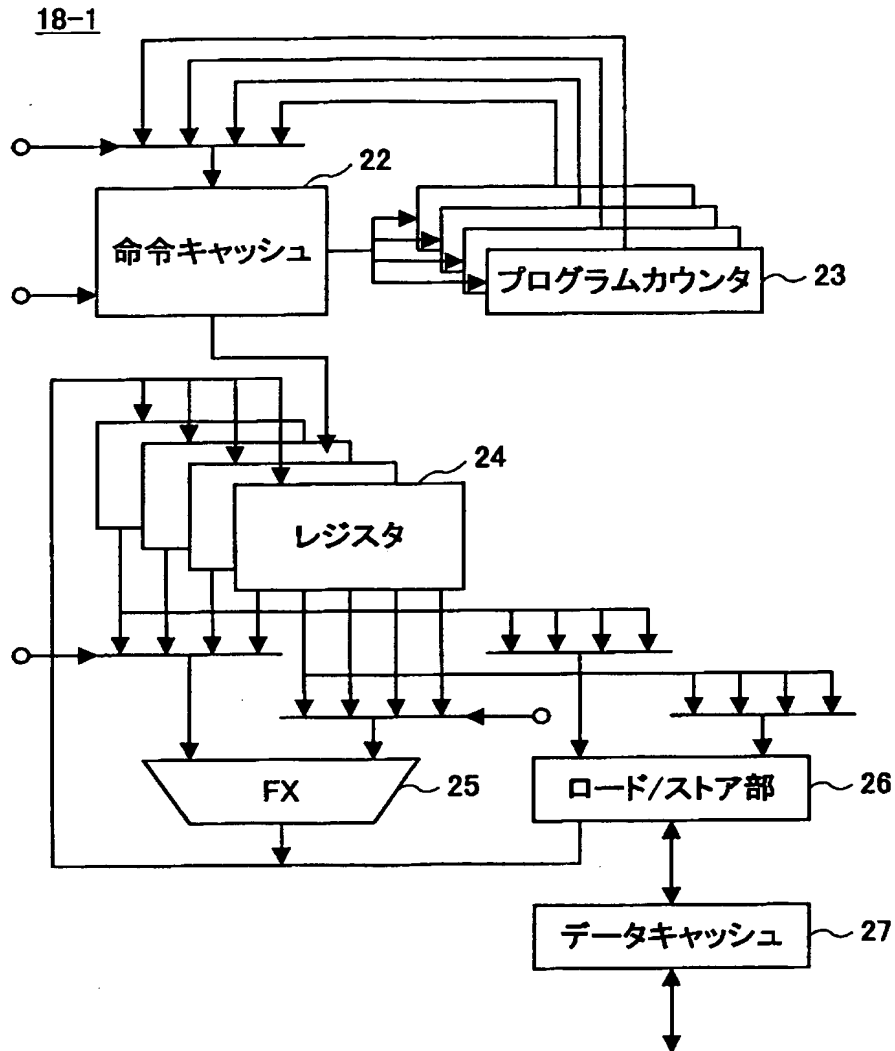 18-1
22
命令キャッシュ
プログラムカウンタ
23
24
レジスタ
FX
25
ロード/ストア部
26
データキャッシュ
27